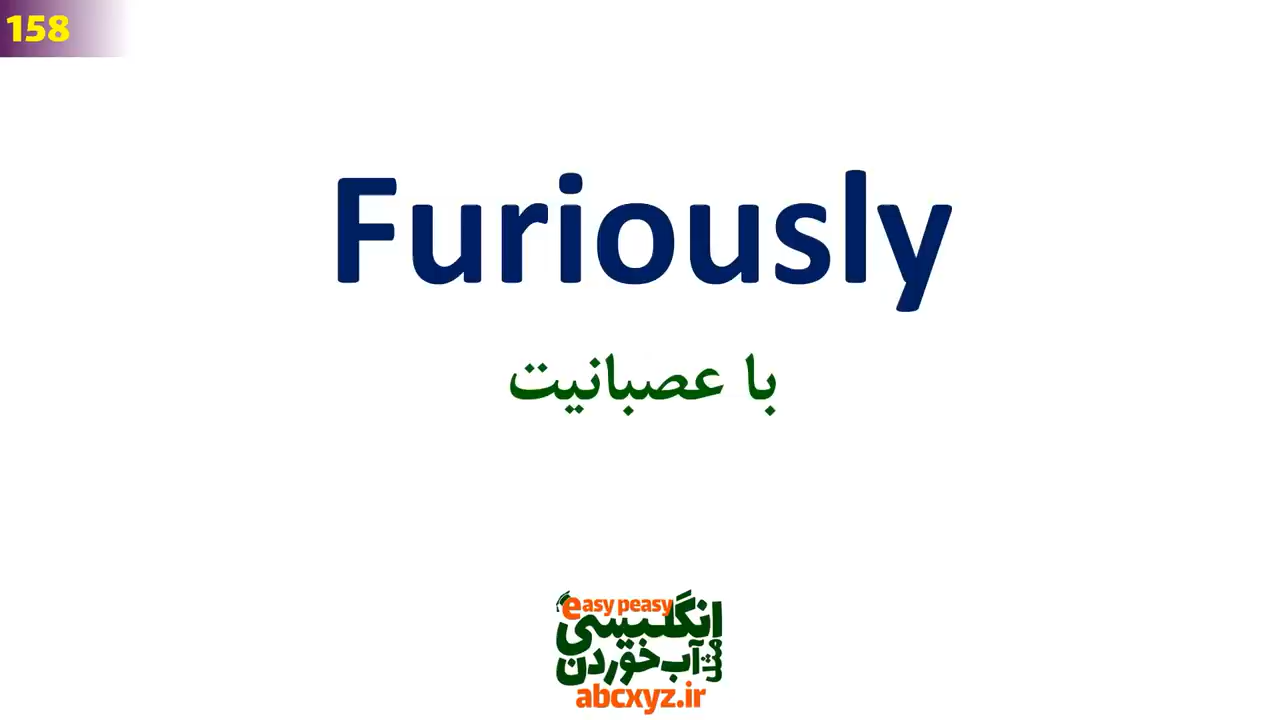 158
Furiously
با عصبانیت
easy peasy
انگلیسی
مثل آب خوردن
abcxyz.ir